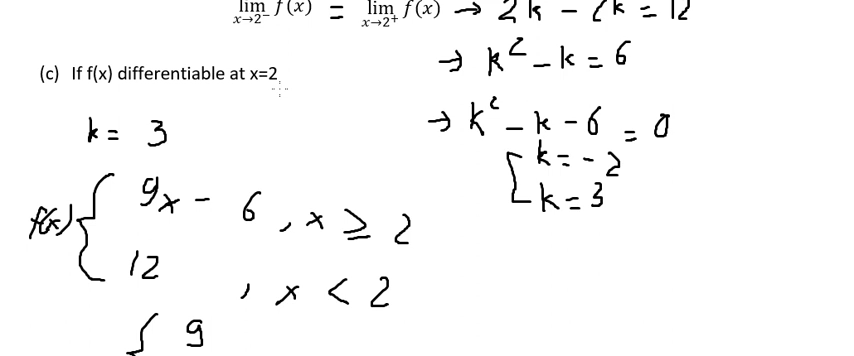 lim x→2⁻ f(x) = lim x→2⁺ f(x) → 2k² - 2k = 12
→ k² - k = 6
(c) If f(x) differentiable at x=2
→ k² - k - 6 = 0
k = 3
k = -2
k = 3
f(x) { 9x - 6 , x ≥ 2
12 , x < 2
{ 9